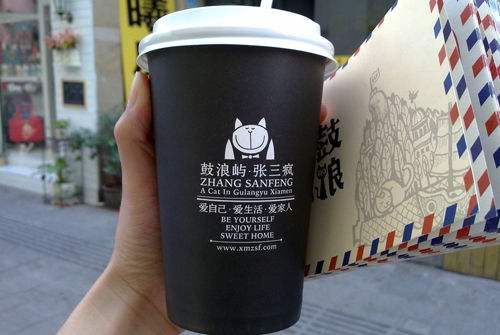 鼓浪屿·张三疯
ZHANG SANFENG
A Cat In Gulangyu Xiamen
爱自己·爱生活·爱家人
BE YOURSELF
ENJOY LIFE
SWEET HOME
www.xmzsf.com
鼓
浪